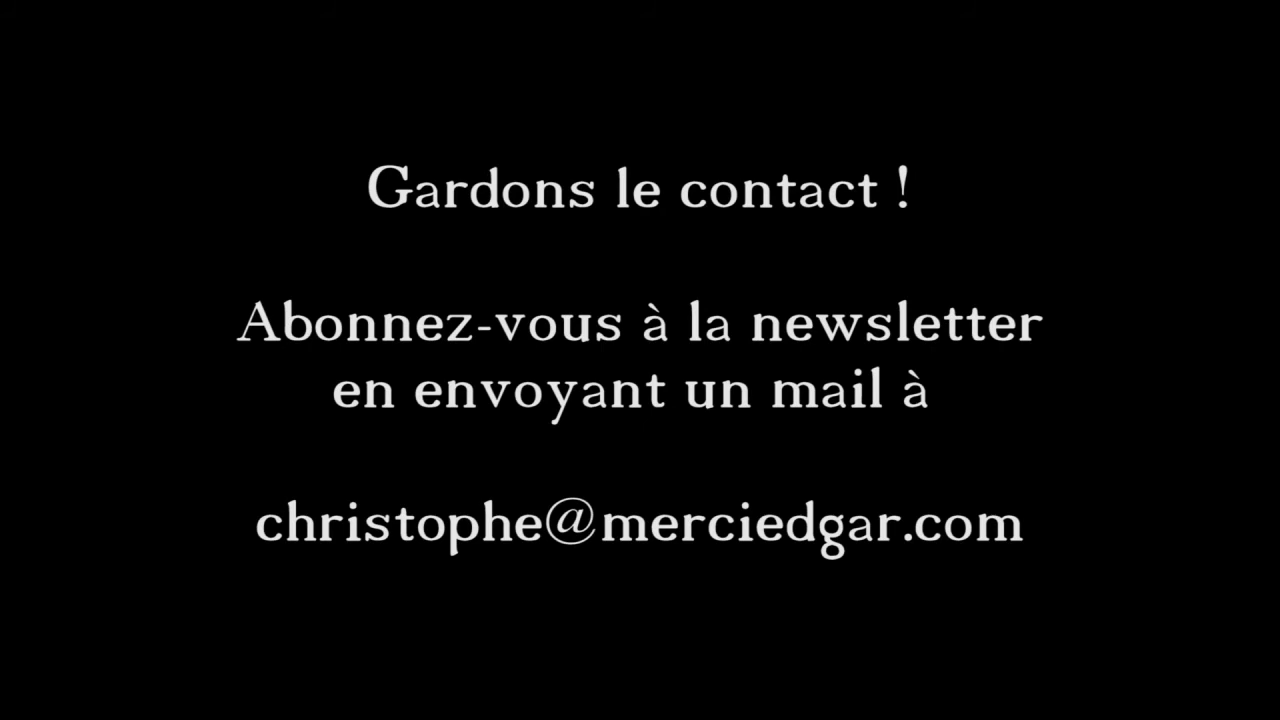 Gardons le contact !
Abonnez-vous à la newsletter
en envoyant un mail à
christophe@merciedgar.com